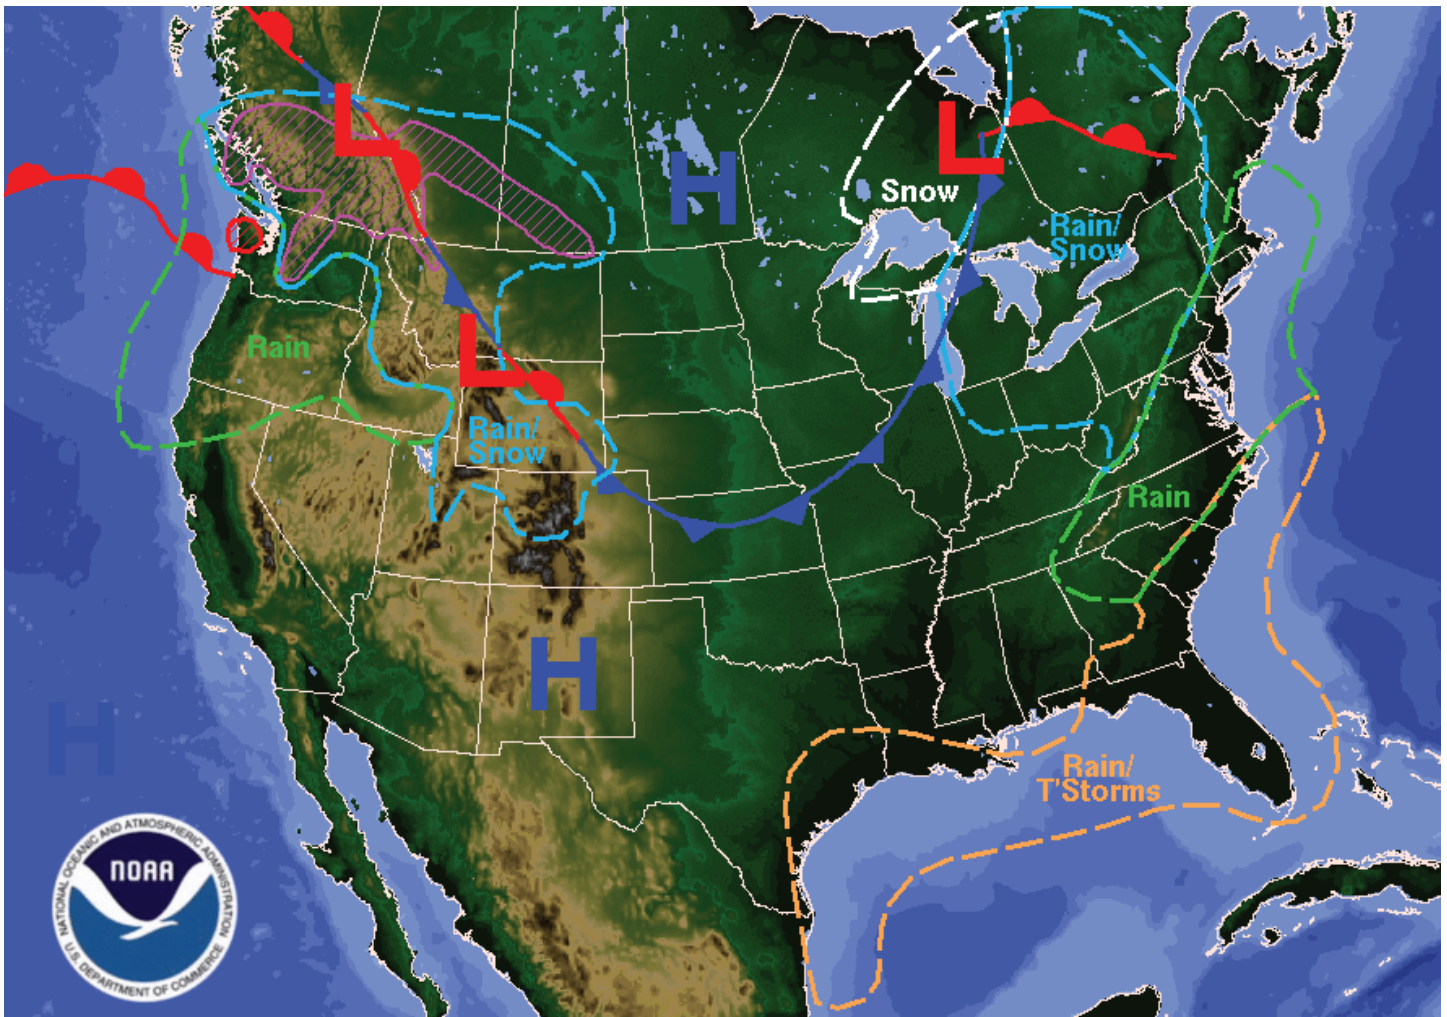 L
L
H
Snow
Rain/
Snow
Rain
L
Rain/
Snow
Rain
H
H
Rain/
T'Storms
NATIONAL OCEANIC AND ATMOSPHERIC ADMINISTRATION
NOAA
U.S. DEPARTMENT OF COMMERCE